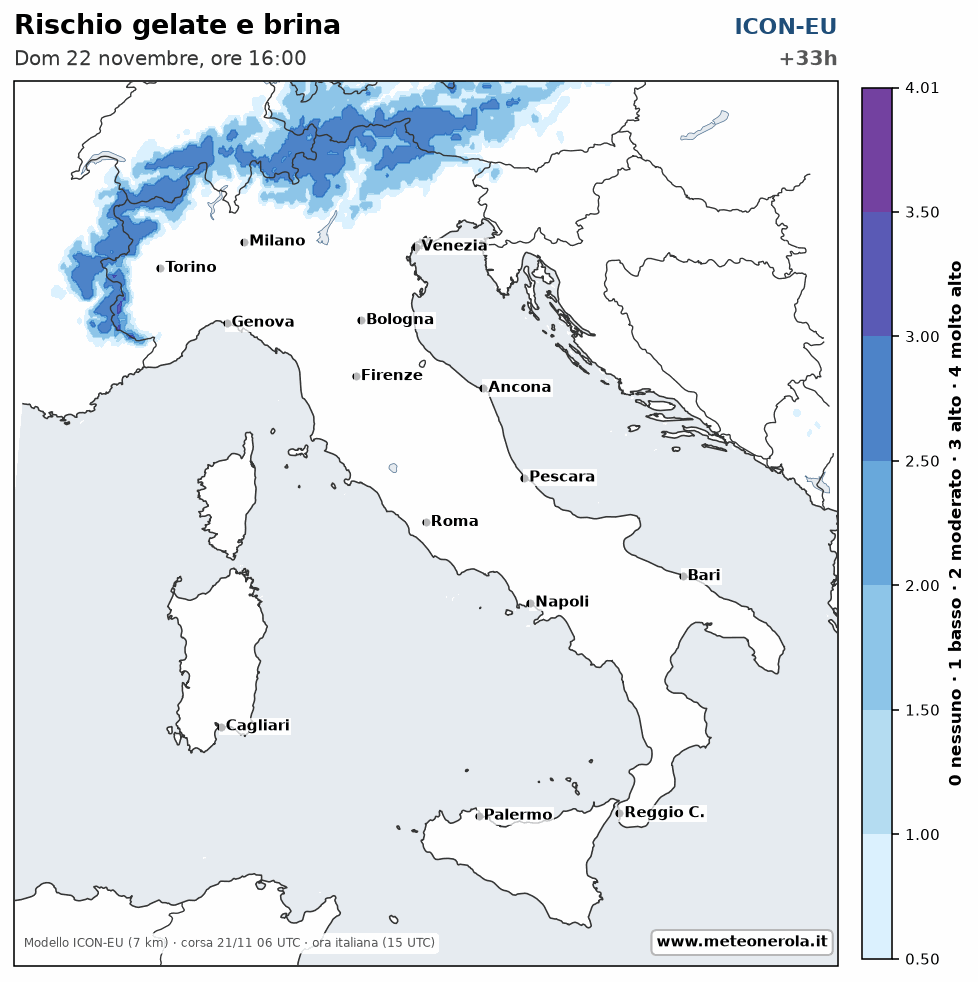 Rischio gelate e brina
ICON-EU
Dom 22 novembre, ore 16:00
+33h
4.01
3.50
3.00
2.50
2.00
1.50
1.00
0.50
0 nessuno · 1 basso · 2 moderato · 3 alto · 4 molto alto
Milano
Venezia
Torino
Genova
Bologna
Firenze
Ancona
Pescara
Roma
Bari
Napoli
Cagliari
Palermo
Reggio C.
Modello ICON-EU (7 km) · corsa 21/11 06 UTC · ora italiana (15 UTC)
www.meteonerola.it